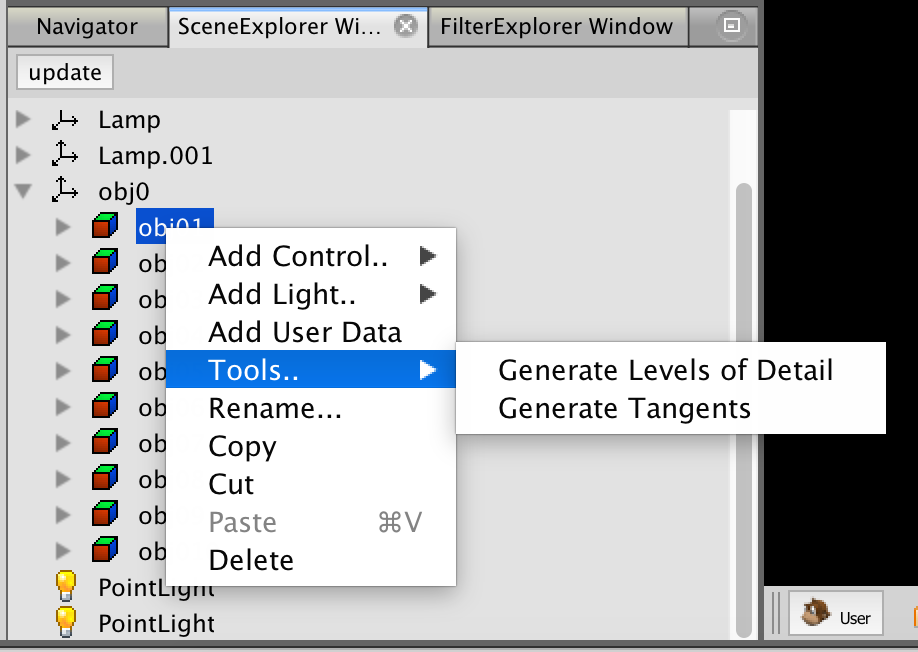 Navigator
SceneExplorer Wi...
FilterExplorer Window
update
Lamp
Lamp.001
obj0
obj01
Add Control..
ob
Add Light..
ob
Add User Data
ob
Tools..
Generate Levels of Detail
ob
Rename...
Generate Tangents
ob
Copy
ob
Cut
ob
Paste ⌘V
ob
Delete
ob
PointLight
PointLight
User